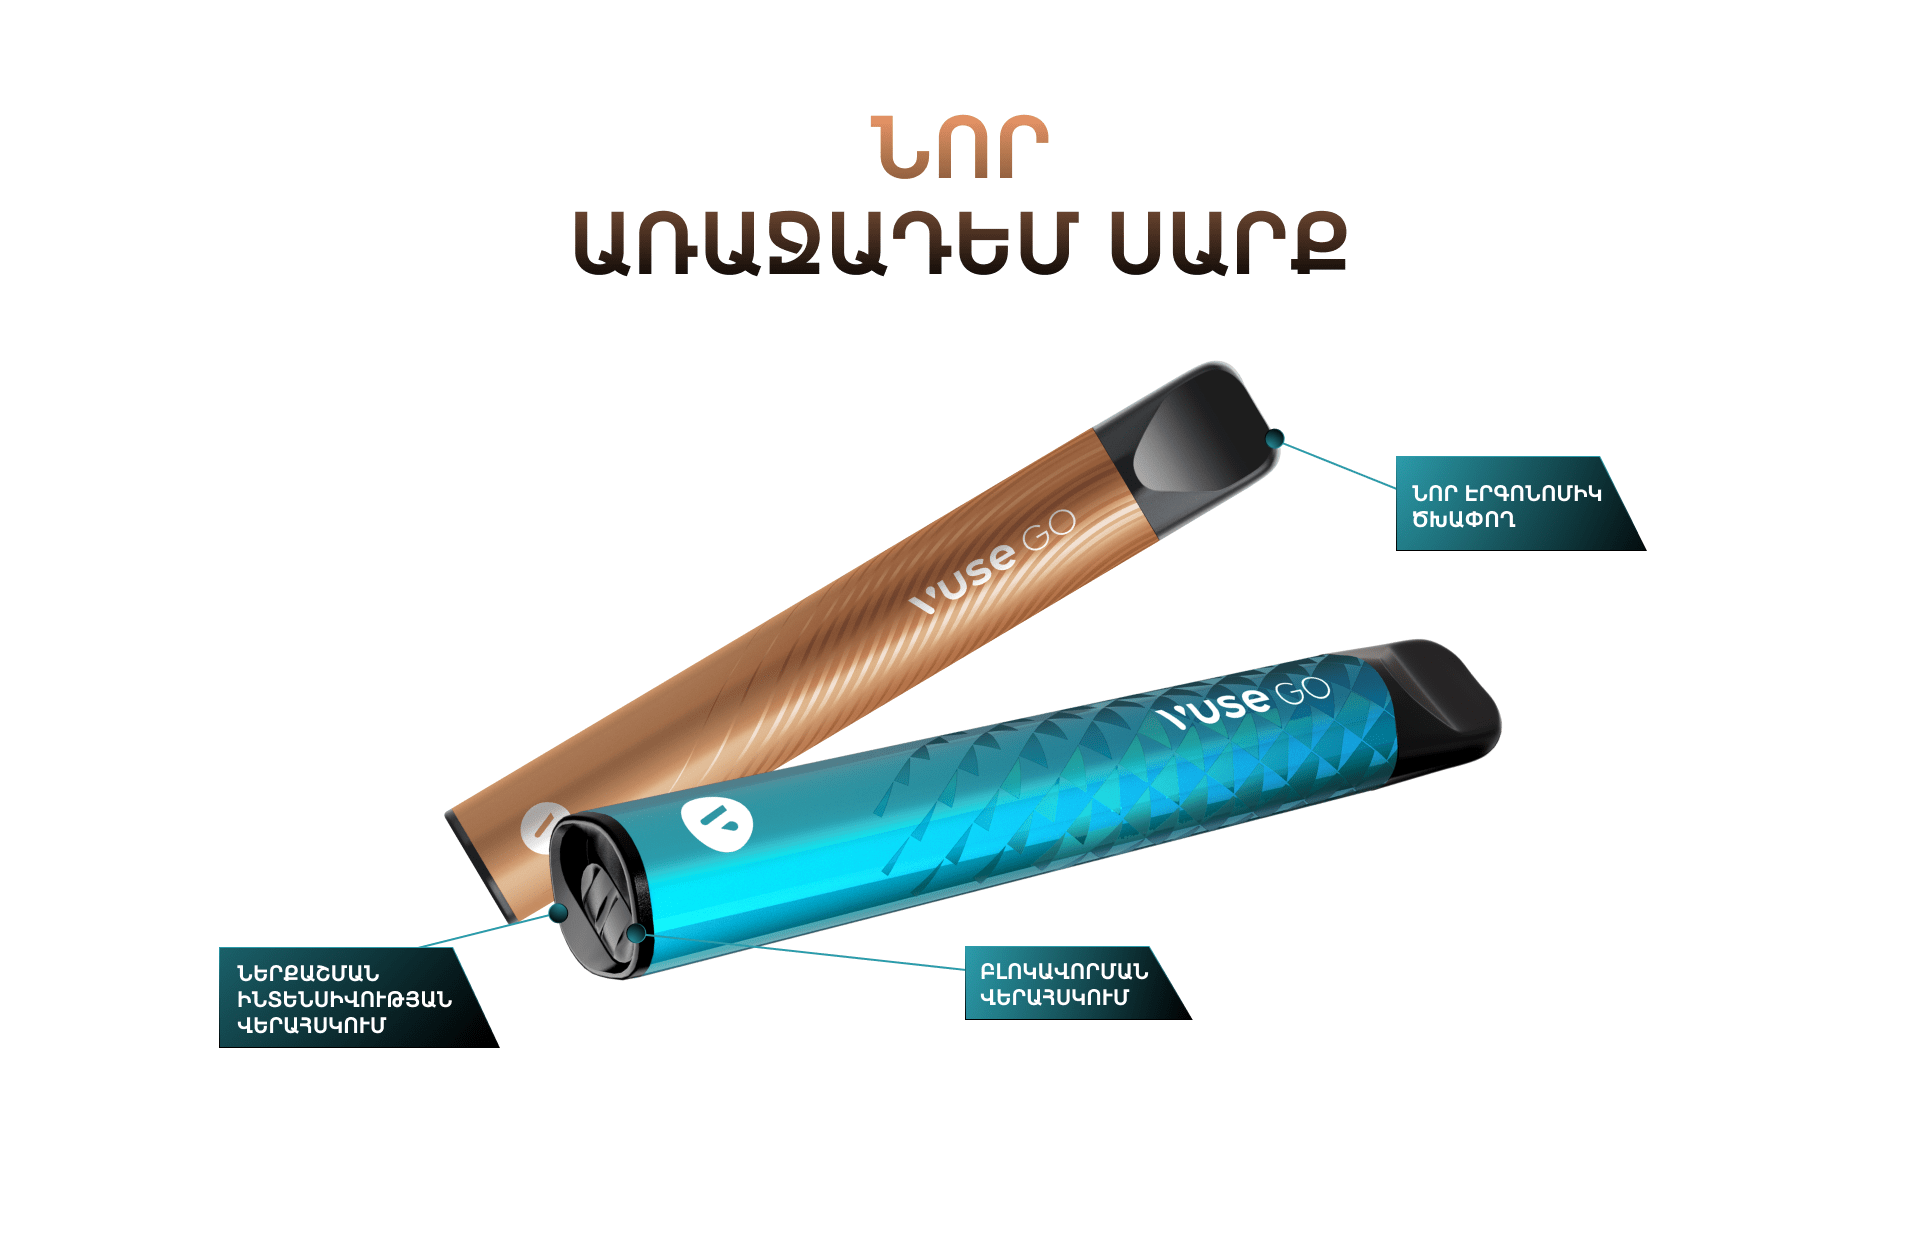 ՆՈՐ
ԱՌԱՋԱԴԵՄ ՍԱՐՔ
vuse GO
ՆՈՐ ԷՐԳՈՆՈՄԻԿ
ԾԽԱՓՈՂ
vuse GO
ՆԵՐՔԱՇՄԱՆ
ԻՆՏԵՆՍԻՎՈՒԹՅԱՆ
ՎԵՐԱՀՍԿՈՒՄ
ԲԼՈԿԱՎՈՐՄԱՆ
ՎԵՐԱՀՍԿՈՒՄ